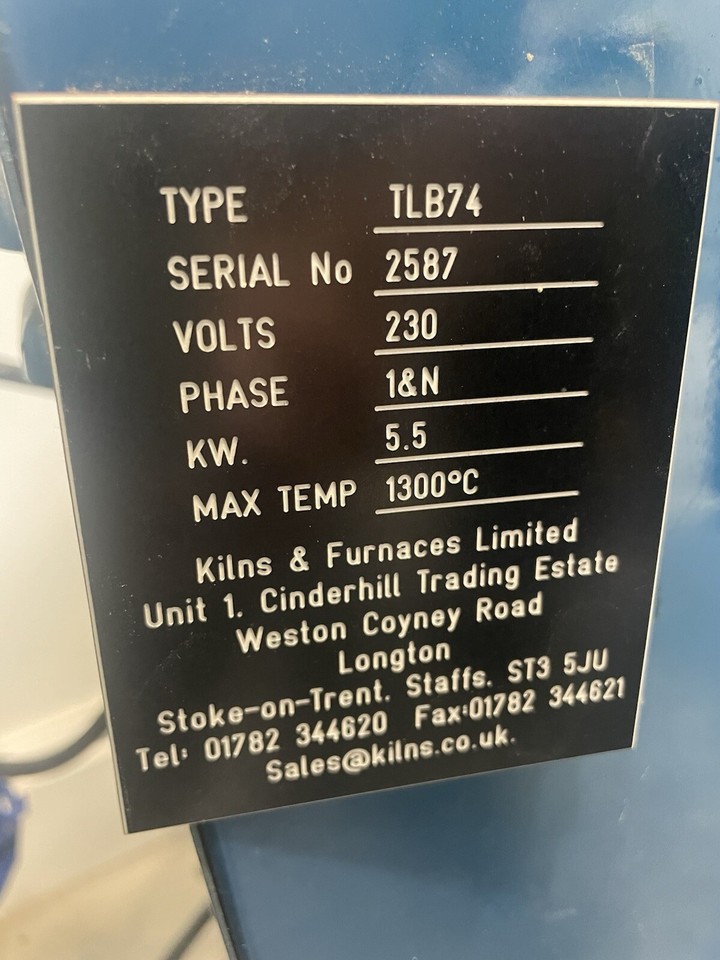 TYPE TLB74
SERIAL No 2587
VOLTS 230
PHASE 1&N
KW. 5.5
MAX TEMP 1300°C
Kilns & Furnaces Limited
Unit 1. Cinderhill Trading Estate
Weston Coyney Road
Longton
Stoke-on-Trent. Staffs. ST3 5JU
Tel: 01782 344620 Fax:01782 344621
Sales@kilns.co.uk.